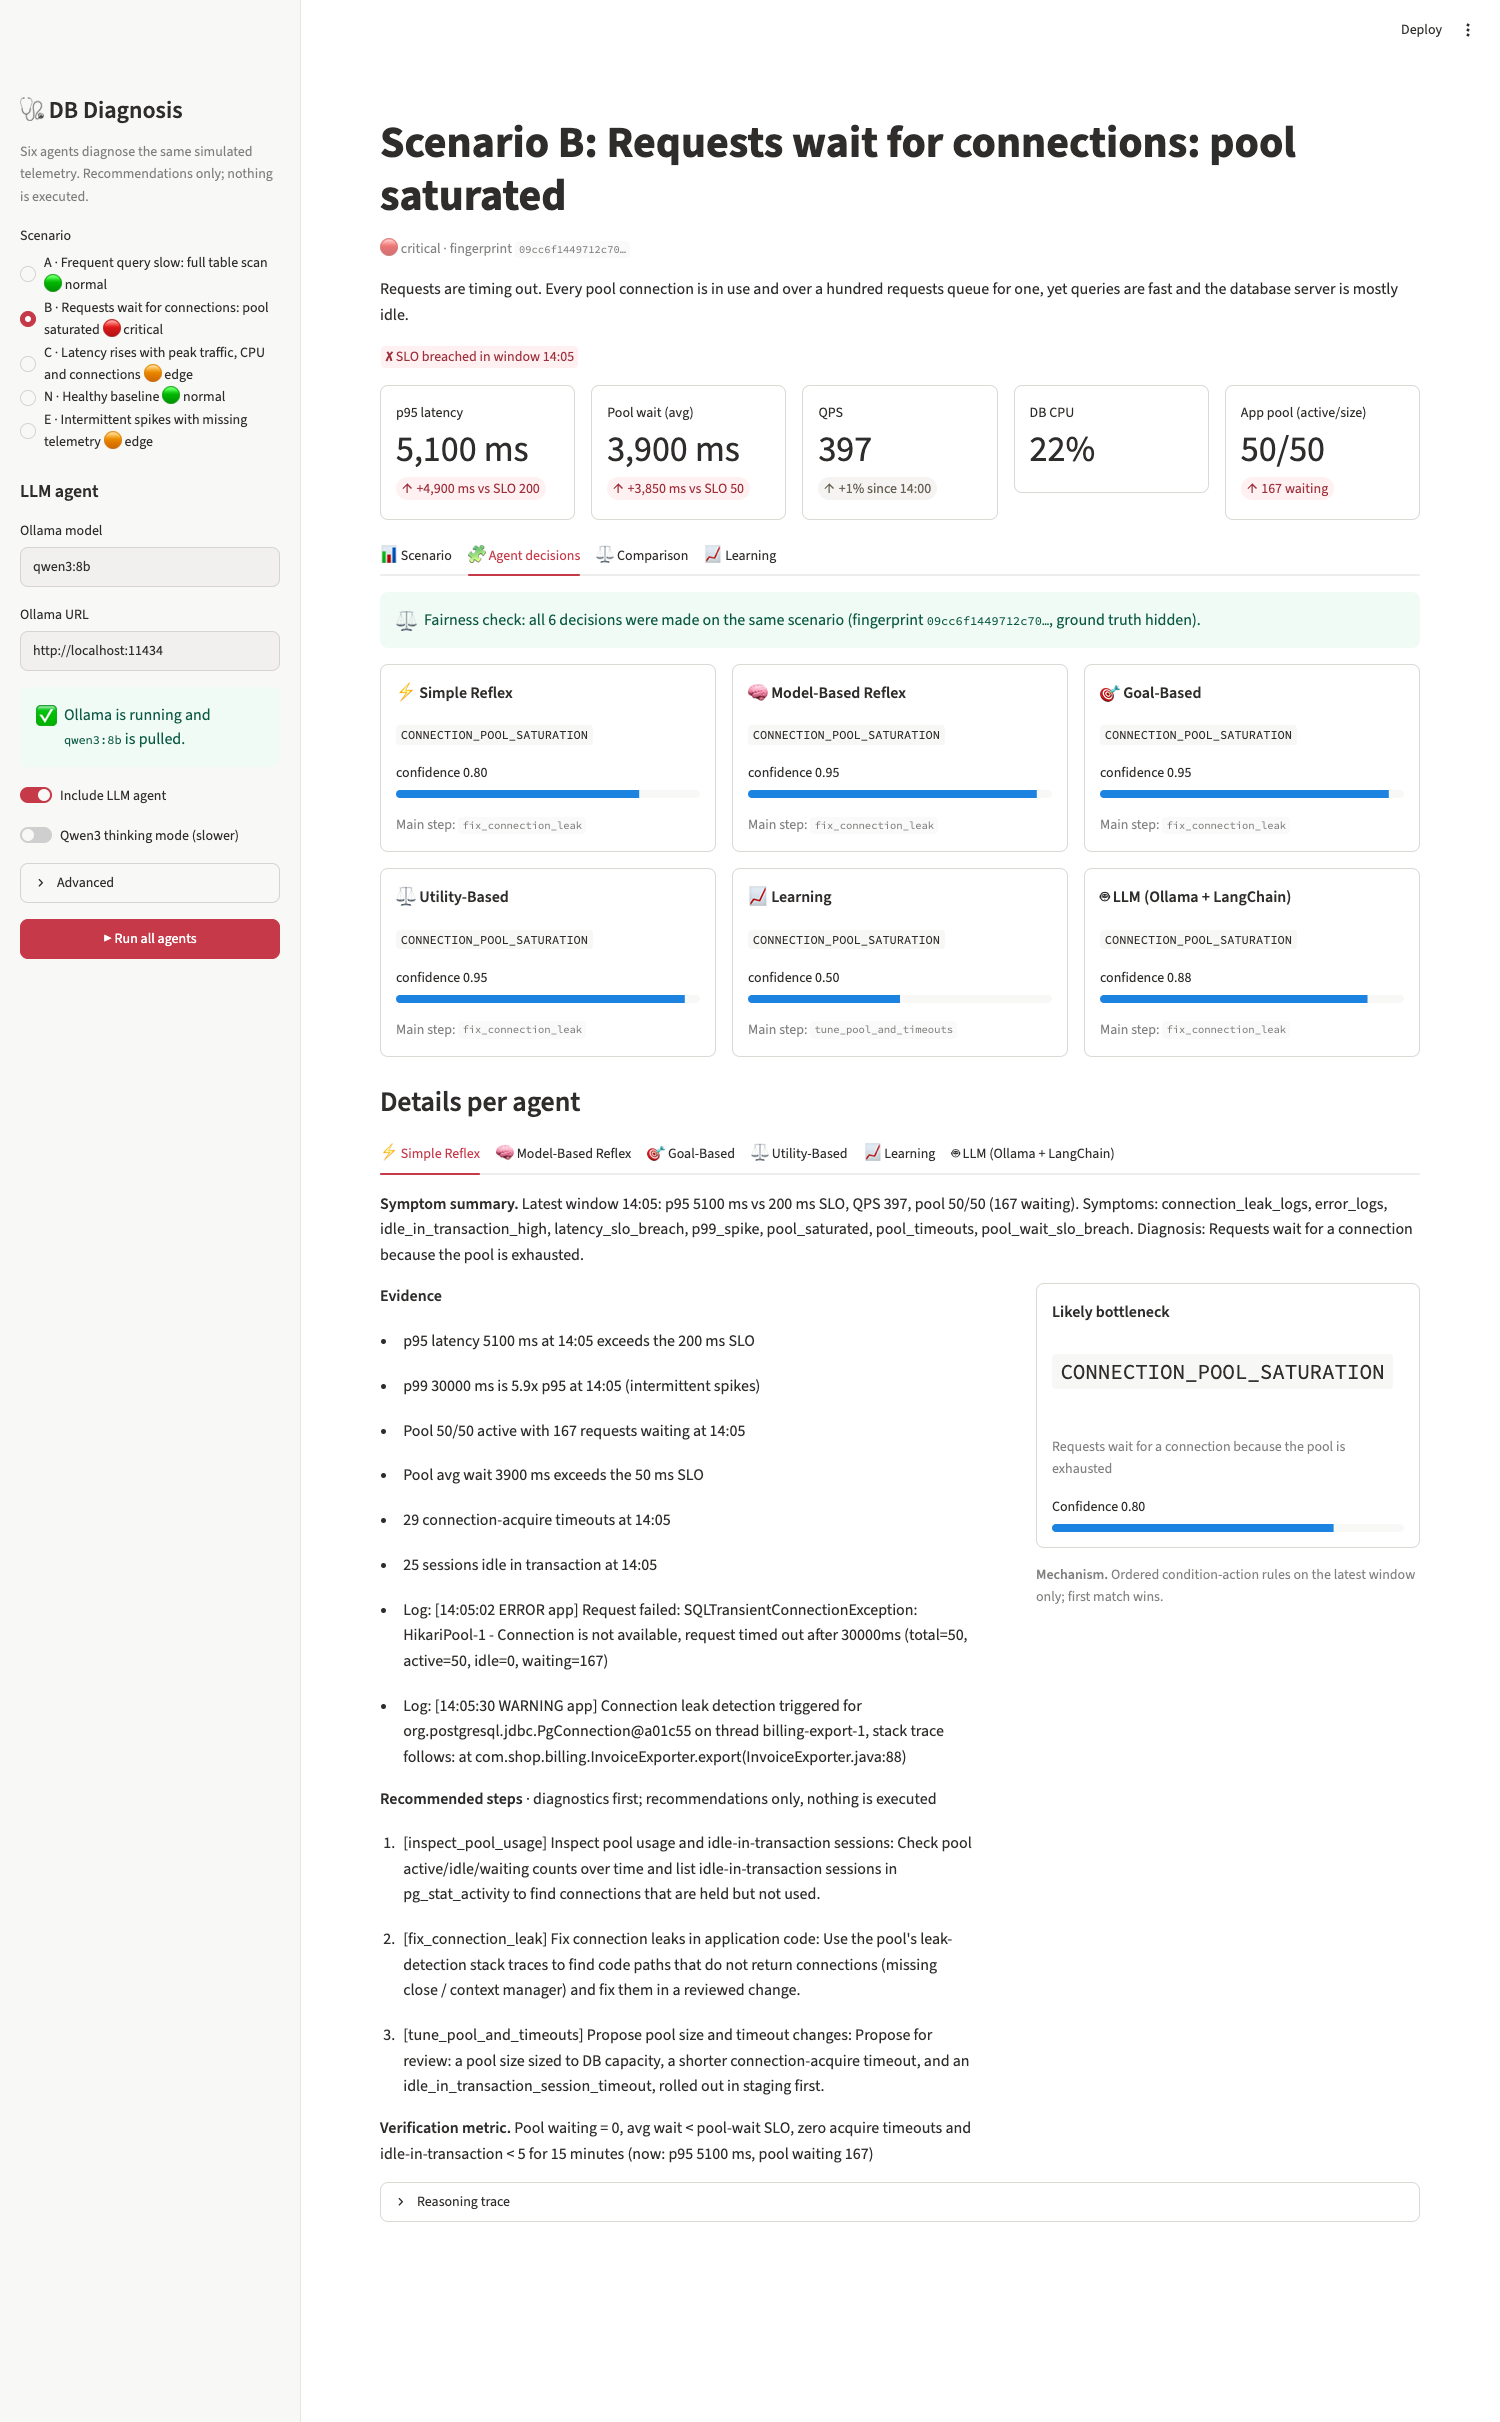 Deploy
DB Diagnosis
Six agents diagnose the same simulated
telemetry. Recommendations only; nothing
is executed.
Scenario
A · Frequent query slow: full table scan
normal
B · Requests wait for connections: pool
saturated critical
C · Latency rises with peak traffic, CPU
and connections edge
N · Healthy baseline normal
E · Intermittent spikes with missing
telemetry edge
LLM agent
Ollama model
qwen3:8b
Ollama URL
http://localhost:11434
Ollama is running and
qwen3:8b is pulled.
Include LLM agent
Qwen3 thinking mode (slower)
Advanced
Run all agents
Scenario B: Requests wait for connections: pool
saturated
critical · fingerprint 09cc6f1449712c70…
Requests are timing out. Every pool connection is in use and over a hundred requests queue for one, yet queries are fast and the database server is mostly
idle.
✗ SLO breached in window 14:05
p95 latency
5,100 ms
↑ +4,900 ms vs SLO 200
Pool wait (avg)
3,900 ms
↑ +3,850 ms vs SLO 50
QPS
397
↑ +1% since 14:00
DB CPU
22%
App pool (active/size)
50/50
↑ 167 waiting
Scenario
Agent decisions
Comparison
Learning
Fairness check: all 6 decisions were made on the same scenario (fingerprint 09cc6f1449712c70…, ground truth hidden).
Simple Reflex
CONNECTION_POOL_SATURATION
confidence 0.80
Main step: fix_connection_leak
Model-Based Reflex
CONNECTION_POOL_SATURATION
confidence 0.95
Main step: fix_connection_leak
Goal-Based
CONNECTION_POOL_SATURATION
confidence 0.95
Main step: fix_connection_leak
Utility-Based
CONNECTION_POOL_SATURATION
confidence 0.95
Main step: fix_connection_leak
Learning
CONNECTION_POOL_SATURATION
confidence 0.50
Main step: tune_pool_and_timeouts
LLM (Ollama + LangChain)
CONNECTION_POOL_SATURATION
confidence 0.88
Main step: fix_connection_leak
Details per agent
Simple Reflex
Model-Based Reflex
Goal-Based
Utility-Based
Learning
LLM (Ollama + LangChain)
Symptom summary. Latest window 14:05: p95 5100 ms vs 200 ms SLO, QPS 397, pool 50/50 (167 waiting). Symptoms: connection_leak_logs, error_logs,
idle_in_transaction_high, latency_slo_breach, p99_spike, pool_saturated, pool_timeouts, pool_wait_slo_breach. Diagnosis: Requests wait for a connection
because the pool is exhausted.
Evidence
• p95 latency 5100 ms at 14:05 exceeds the 200 ms SLO
• p99 30000 ms is 5.9x p95 at 14:05 (intermittent spikes)
• Pool 50/50 active with 167 requests waiting at 14:05
• Pool avg wait 3900 ms exceeds the 50 ms SLO
• 29 connection-acquire timeouts at 14:05
• 25 sessions idle in transaction at 14:05
• Log: [14:05:02 ERROR app] Request failed: SQLTransientConnectionException:
HikariPool-1 - Connection is not available, request timed out after 30000ms (total=50,
active=50, idle=0, waiting=167)
• Log: [14:05:30 WARNING app] Connection leak detection triggered for
org.postgresql.jdbc.PgConnection@a01c55 on thread billing-export-1, stack trace
follows: at com.shop.billing.InvoiceExporter.export(InvoiceExporter.java:88)
Recommended steps · diagnostics first; recommendations only, nothing is executed
1. [inspect_pool_usage] Inspect pool usage and idle-in-transaction sessions: Check pool
active/idle/waiting counts over time and list idle-in-transaction sessions in
pg_stat_activity to find connections that are held but not used.
2. [fix_connection_leak] Fix connection leaks in application code: Use the pool's leak-
detection stack traces to find code paths that do not return connections (missing
close / context manager) and fix them in a reviewed change.
3. [tune_pool_and_timeouts] Propose pool size and timeout changes: Propose for
review: a pool size sized to DB capacity, a shorter connection-acquire timeout, and an
idle_in_transaction_session_timeout, rolled out in staging first.
Verification metric. Pool waiting = 0, avg wait < pool-wait SLO, zero acquire timeouts and
idle-in-transaction < 5 for 15 minutes (now: p95 5100 ms, pool waiting 167)
Likely bottleneck
CONNECTION_POOL_SATURATION
Requests wait for a connection because the pool is
exhausted
Confidence 0.80
Mechanism. Ordered condition-action rules on the latest window
only; first match wins.
Reasoning trace